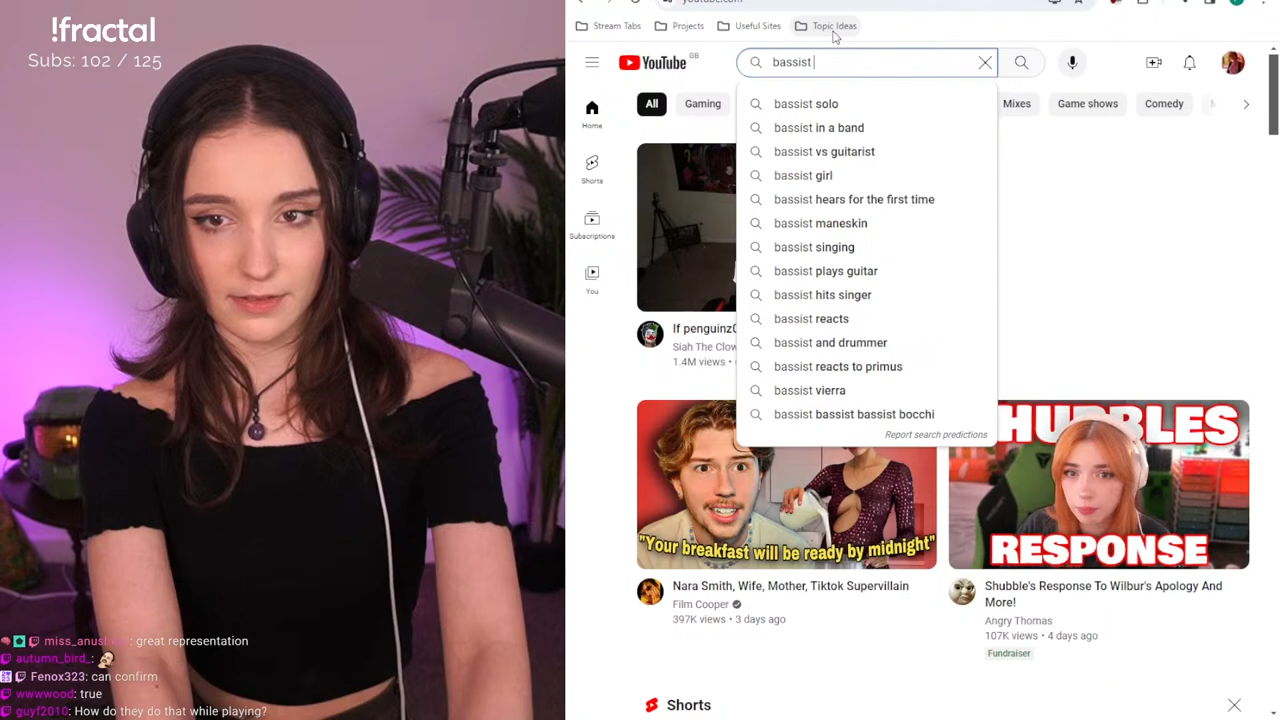 !fractal
Subs: 102 / 125
miss_anus : great representation
autumn_bird_:
Fenox323: can confirm
wwwwood: true
guyf2010: How do they do that while playing?
youtube.com
Stream Tabs
Projects
Useful Sites
Topic Ideas
YouTube GB
bassist
All
Gaming
Mixes
Game shows
Comedy
Home
Shorts
Subscriptions
You
bassist solo
bassist in a band
bassist vs guitarist
bassist girl
bassist hears for the first time
bassist maneskin
bassist singing
bassist plays guitar
bassist hits singer
bassist reacts
bassist and drummer
bassist reacts to primus
bassist vierra
bassist bassist bassist bocchi
Report search predictions
If penguinz0
Siah The Clow
1.4M views •
"Your breakfast will be ready by midnight"
Nara Smith, Wife, Mother, Tiktok Supervillain
Film Cooper
397K views • 3 days ago
HUBBLES
RESPONSE
Shubble's Response To Wilbur's Apology And
More!
Angry Thomas
107K views • 4 days ago
Fundraiser
Shorts